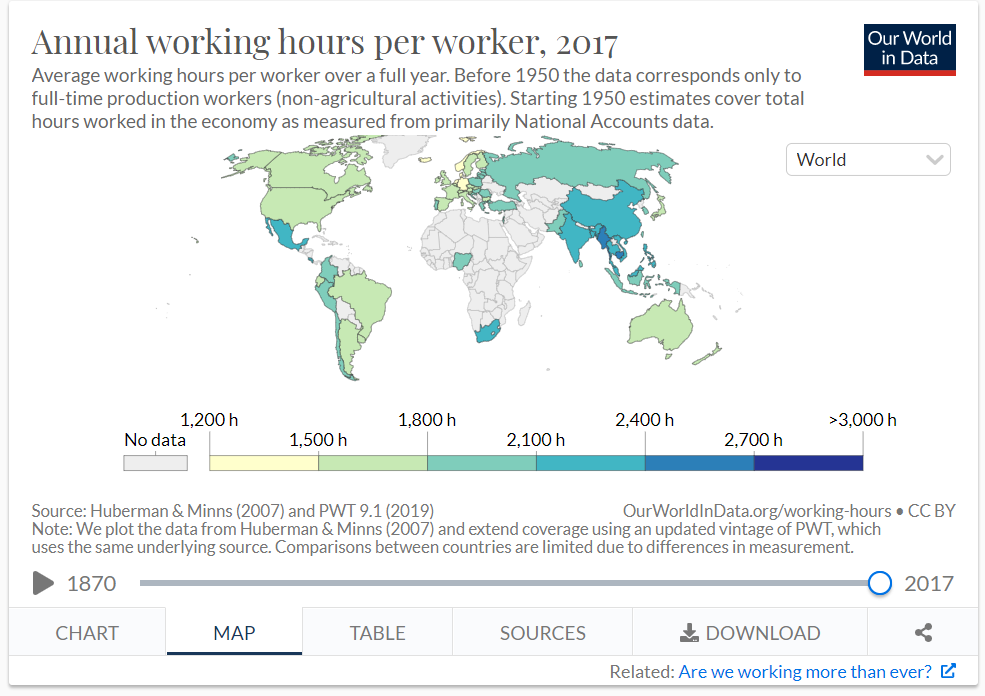 Annual working hours per worker, 2017
Our World
in Data
Average working hours per worker over a full year. Before 1950 the data corresponds only to
full-time production workers (non-agricultural activities). Starting 1950 estimates cover total
hours worked in the economy as measured from primarily National Accounts data.
World
1,200 h 1,800 h 2,400 h >3,000 h
No data 1,500 h 2,100 h 2,700 h
Source: Huberman & Minns (2007) and PWT 9.1 (2019) OurWorldInData.org/working-hours • CC BY
Note: We plot the data from Huberman & Minns (2007) and extend coverage using an updated vintage of PWT, which
uses the same underlying source. Comparisons between countries are limited due to differences in measurement.
1870 2017
CHART MAP TABLE SOURCES DOWNLOAD
Related: Are we working more than ever?